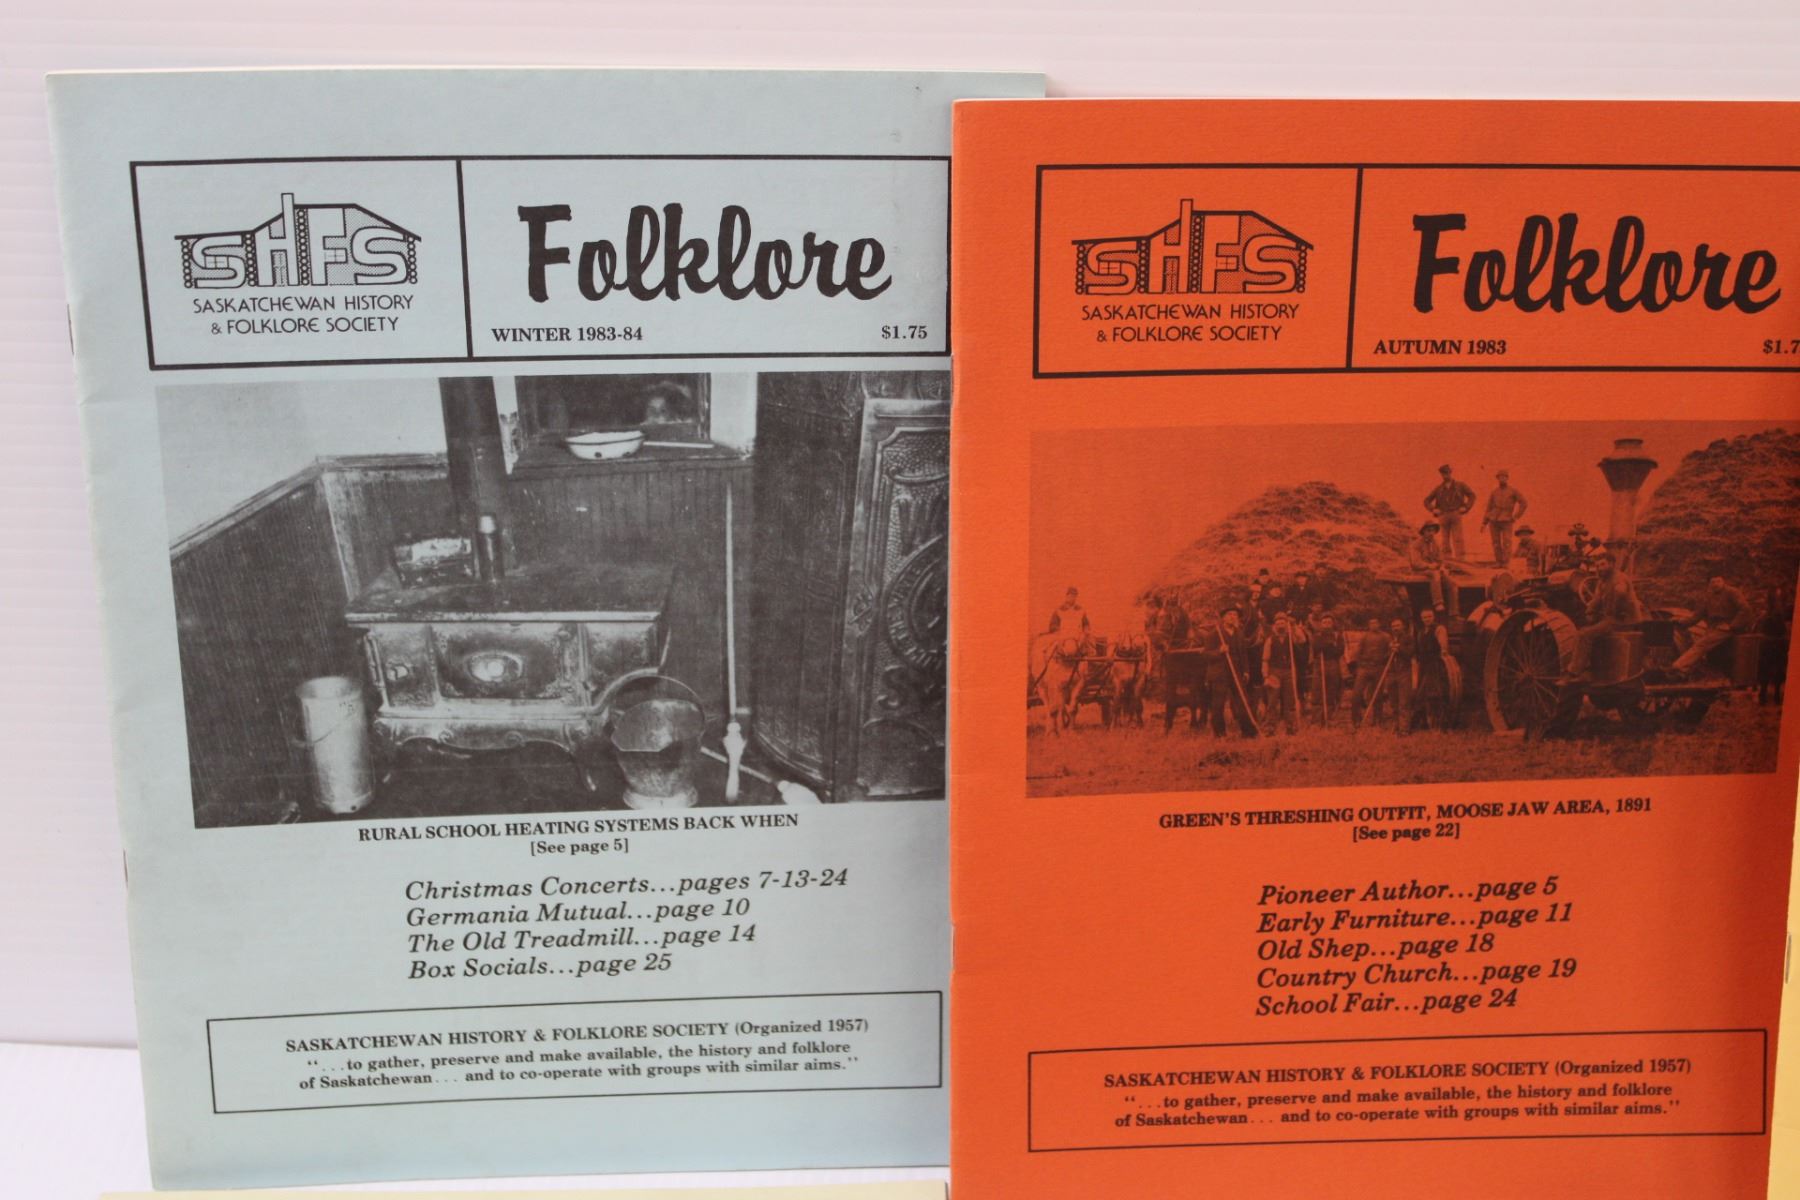 SHFS
SASKATCHEWAN HISTORY
& FOLKLORE SOCIETY
Folklore
WINTER 1983-84 $1.75
RURAL SCHOOL HEATING SYSTEMS BACK WHEN
[See page 5]
Christmas Concerts...pages 7-13-24
Germania Mutual...page 10
The Old Treadmill...page 14
Box Socials...page 25
SASKATCHEWAN HISTORY & FOLKLORE SOCIETY (Organized 1957)
“...to gather, preserve and make available, the history and folklore
of Saskatchewan... and to co-operate with groups with similar aims.”
SHFS
SASKATCHEWAN HISTORY
& FOLKLORE SOCIETY
Folklore
AUTUMN 1983 $1.7
GREEN'S THRESHING OUTFIT, MOOSE JAW AREA, 1891
[See page 22]
Pioneer Author...page 5
Early Furniture...page 11
Old Shep...page 18
Country Church...page 19
School Fair...page 24
SASKATCHEWAN HISTORY & FOLKLORE SOCIETY (Organized 1957)
“...to gather, preserve and make available, the history and folklore
of Saskatchewan... and to co-operate with groups with similar aims.”